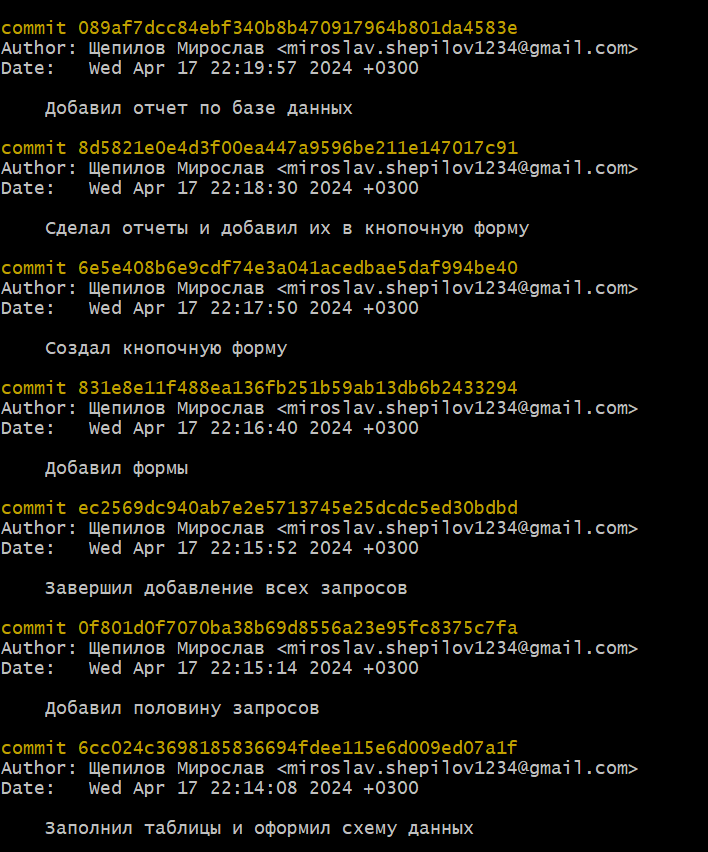 commit 089af7dcc84ebf340b8b470917964b801da4583e
Author: Щепилов Мирослав <miroslav.shepilov1234@gmail.com>
Date:   Wed Apr 17 22:19:57 2024 +0300
Добавил отчет по базе данных
commit 8d5821e0e4d3f00ea447a9596be211e147017c91
Author: Щепилов Мирослав <miroslav.shepilov1234@gmail.com>
Date:   Wed Apr 17 22:18:30 2024 +0300
Сделал отчеты и добавил их в кнопочную форму
commit 6e5e408b6e9cdf74e3a041acedbae5daf994be40
Author: Щепилов Мирослав <miroslav.shepilov1234@gmail.com>
Date:   Wed Apr 17 22:17:50 2024 +0300
Создал кнопочную форму
commit 831e8e11f488ea136fb251b59ab13db6b2433294
Author: Щепилов Мирослав <miroslav.shepilov1234@gmail.com>
Date:   Wed Apr 17 22:16:40 2024 +0300
Добавил формы
commit ec2569dc940ab7e2e5713745e25dcdc5ed30bdbd
Author: Щепилов Мирослав <miroslav.shepilov1234@gmail.com>
Date:   Wed Apr 17 22:15:52 2024 +0300
Завершил добавление всех запросов
commit 0f801d0f7070ba38b69d8556a23e95fc8375c7fa
Author: Щепилов Мирослав <miroslav.shepilov1234@gmail.com>
Date:   Wed Apr 17 22:15:14 2024 +0300
Добавил половину запросов
commit 6cc024c3698185836694fdee115e6d009ed07a1f
Author: Щепилов Мирослав <miroslav.shepilov1234@gmail.com>
Date:   Wed Apr 17 22:14:08 2024 +0300
Заполнил таблицы и оформил схему данных